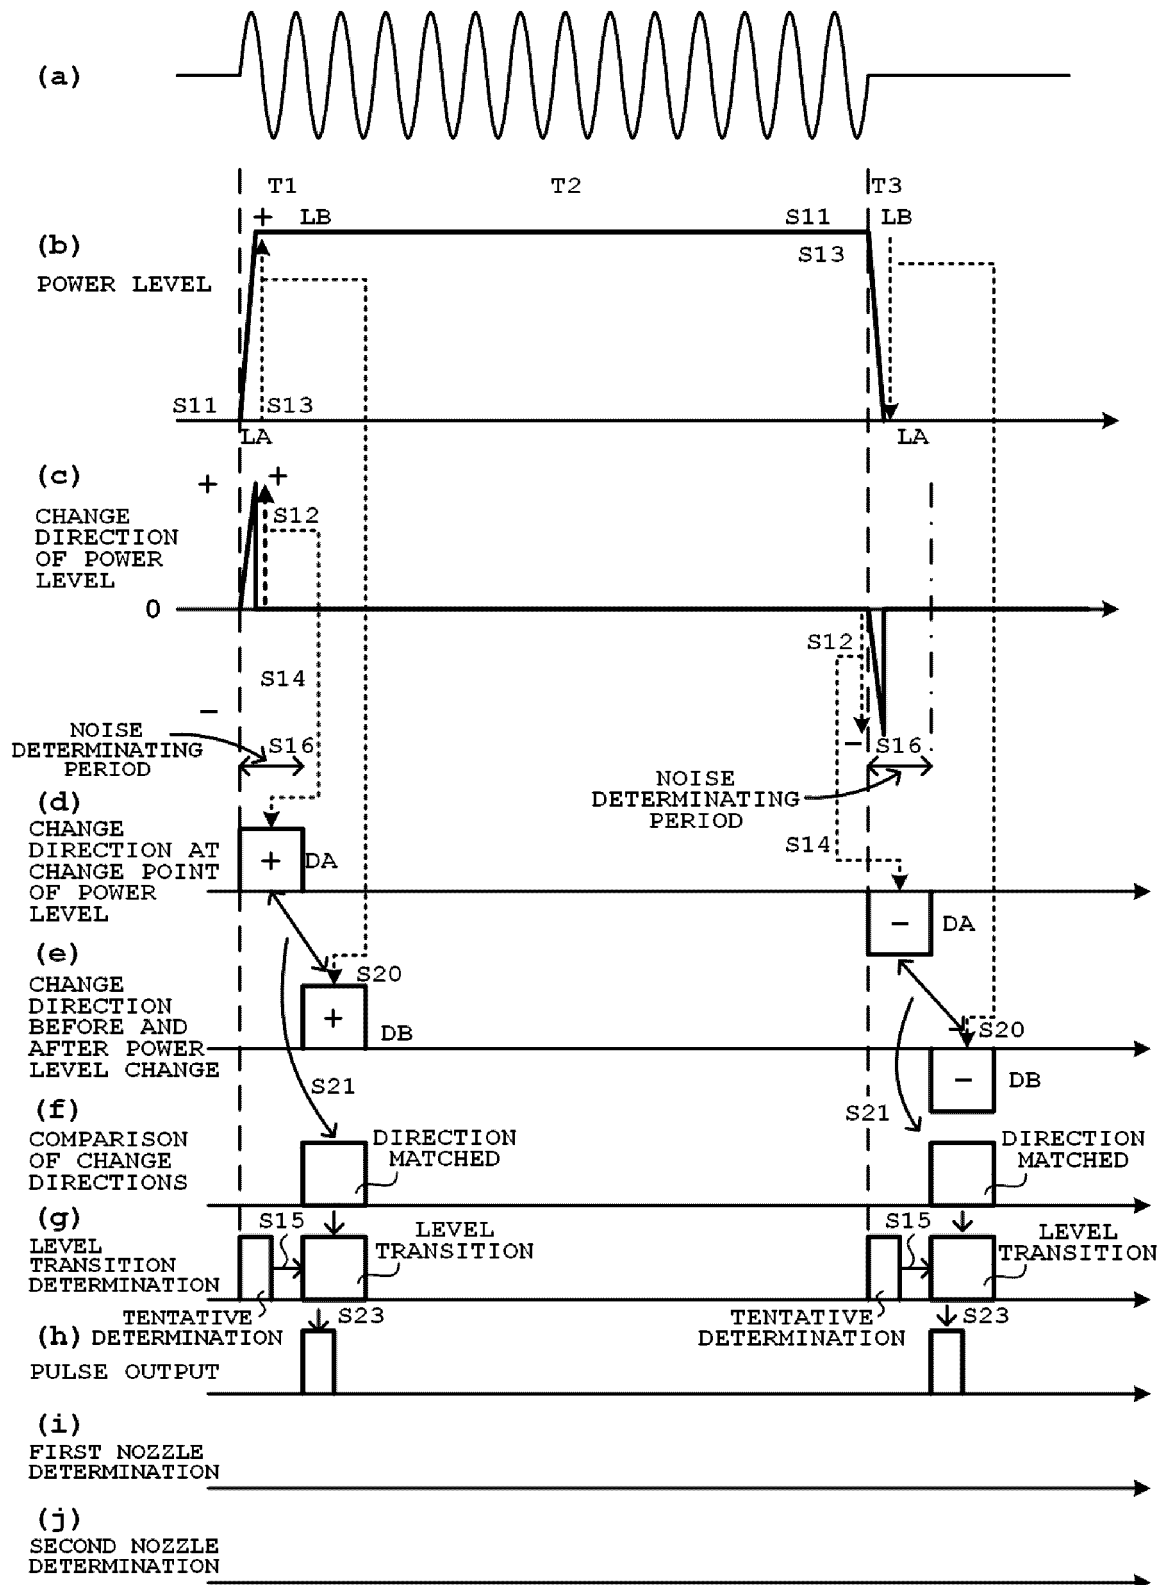 (a)
T1
T2
T3
+
LB
S11
LB
(b)
S13
POWER LEVEL
S11
S13
LA
LA
(c)
+
+
CHANGE
DIRECTION
OF POWER
LEVEL
S12
0
S12
S14
−
NOISE
DETERMINATING
PERIOD
S16
−
S16
NOISE
DETERMINATING
PERIOD
(d)
CHANGE
DIRECTION AT
CHANGE POINT
OF POWER
LEVEL
+
DA
S14
−
DA
(e)
CHANGE
DIRECTION
BEFORE AND
AFTER POWER
LEVEL CHANGE
S20
+
DB
S20
−
DB
S21
S21
(f)
COMPARISON
OF CHANGE
DIRECTIONS
DIRECTION
MATCHED
DIRECTION
MATCHED
(g)
LEVEL
TRANSITION
DETERMINATION
S15
LEVEL
TRANSITION
S15
LEVEL
TRANSITION
TENTATIVE
DETERMINATION
S23
TENTATIVE
DETERMINATION
S23
(h)
PULSE OUTPUT
(i)
FIRST NOZZLE
DETERMINATION
(j)
SECOND NOZZLE
DETERMINATION